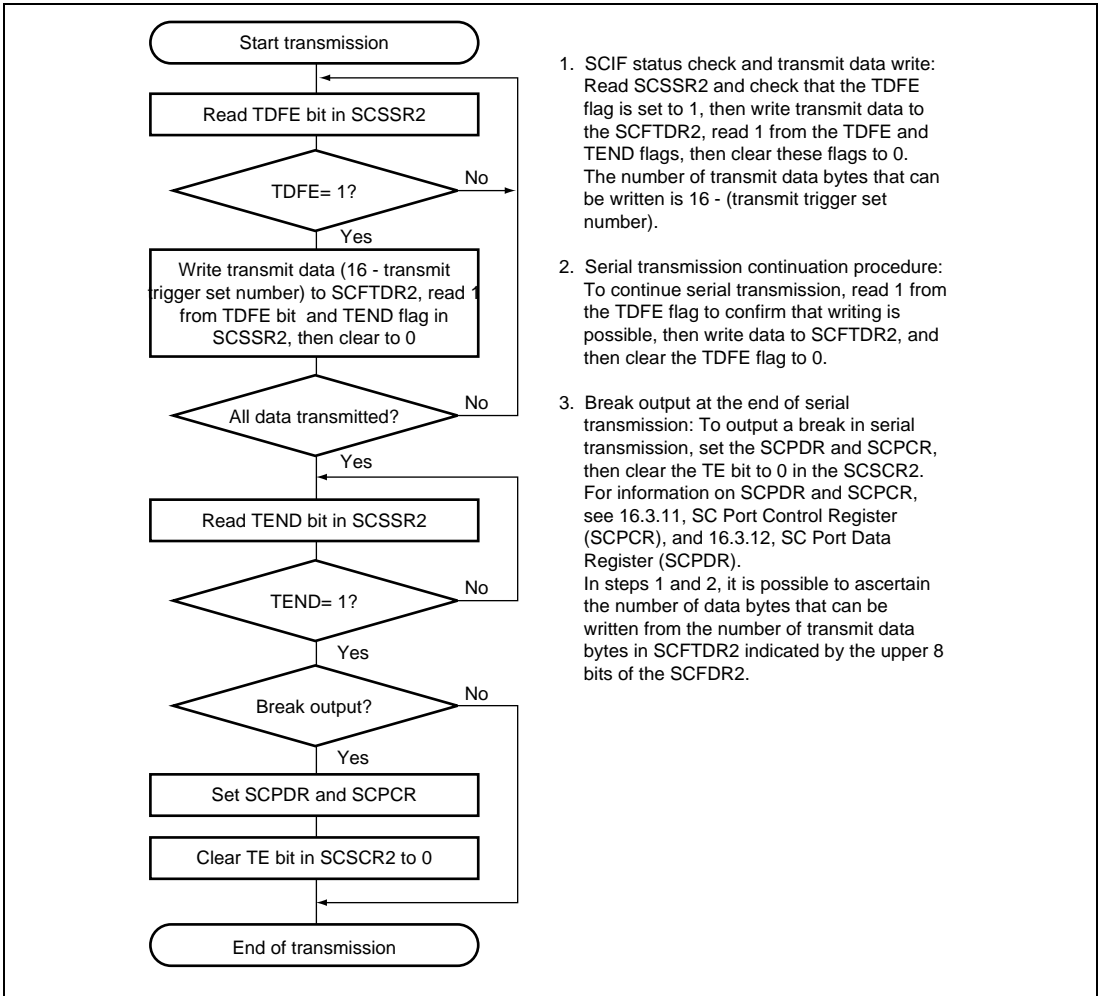 Start transmission
Read TDFE bit in SCSSR2
TDFE= 1?
No
Yes
Write transmit data (16 - transmit
trigger set number) to SCFTDR2, read 1
from TDFE bit and TEND flag in
SCSSR2, then clear to 0
All data transmitted?
No
Yes
Read TEND bit in SCSSR2
TEND= 1?
No
Yes
Break output?
No
Yes
Set SCPDR and SCPCR
Clear TE bit in SCSCR2 to 0
End of transmission
1. SCIF status check and transmit data write:
Read SCSSR2 and check that the TDFE
flag is set to 1, then write transmit data to
the SCFTDR2, read 1 from the TDFE and
TEND flags, then clear these flags to 0.
The number of transmit data bytes that can
be written is 16 - (transmit trigger set
number).
2. Serial transmission continuation procedure:
To continue serial transmission, read 1 from
the TDFE flag to confirm that writing is
possible, then write data to SCFTDR2, and
then clear the TDFE flag to 0.
3. Break output at the end of serial
transmission: To output a break in serial
transmission, set the SCPDR and SCPCR,
then clear the TE bit to 0 in the SCSCR2.
For information on SCPDR and SCPCR,
see 16.3.11, SC Port Control Register
(SCPCR), and 16.3.12, SC Port Data
Register (SCPDR).
In steps 1 and 2, it is possible to ascertain
the number of data bytes that can be
written from the number of transmit data
bytes in SCFTDR2 indicated by the upper 8
bits of the SCFDR2.